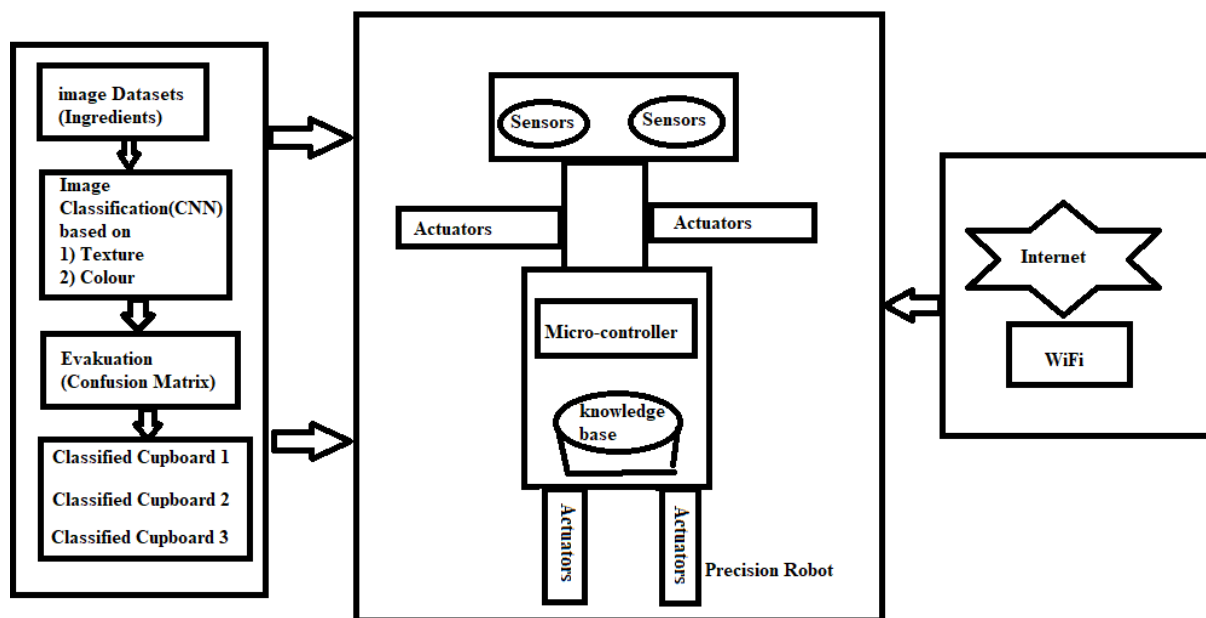 image Datasets
(Ingredients)
Image
Classification(CNN)
based on
1) Texture
2) Colour
Evakuation
(Confusion Matrix)
Classified Cupboard 1
Classified Cupboard 2
Classified Cupboard 3
Sensors
Sensors
Actuators
Actuators
Micro-controller
knowledge
base
Actuators
Actuators
Precision Robot
Internet
WiFi